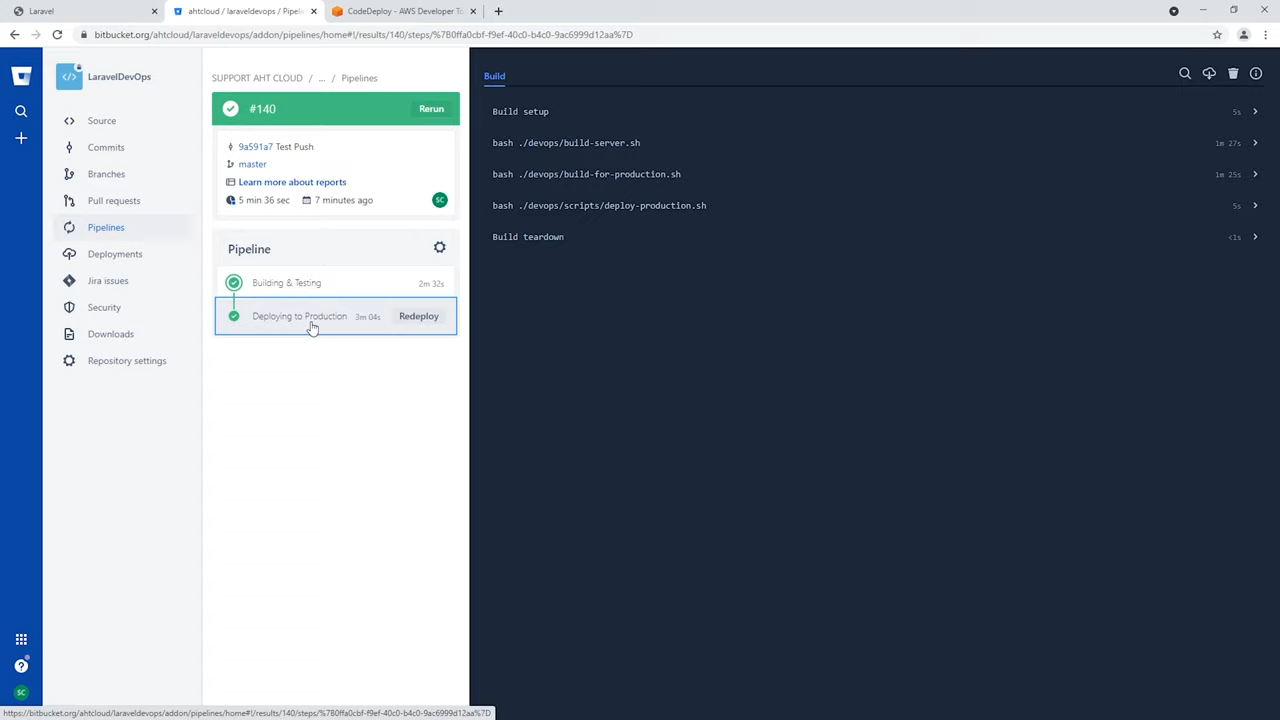 Laravel
ahtcloud / laraveldevops / Pipeli
CodeDeploy - AWS Developer To
bitbucket.org/ahtcloud/laraveldevops/addon/pipelines/home#!/results/140/steps/%7B0ffa0cbf-f9ef-40c0-b4c0-9ac6999d12aa%7D
LaravelDevOps
Source
Commits
Branches
Pull requests
Pipelines
Deployments
Jira issues
Security
Downloads
Repository settings
SC
SUPPORT AHT CLOUD / ... / Pipelines
#140 Rerun
9a591a7 Test Push
master
Learn more about reports
5 min 36 sec 7 minutes ago SC
Pipeline
Building & Testing 2m 32s
Deploying to Production 3m 04s Redeploy
Build
Build setup 5s
bash ./devops/build-server.sh 1m 27s
bash ./devops/build-for-production.sh 1m 25s
bash ./devops/scripts/deploy-production.sh 5s
Build teardown <1s
https://bitbucket.org/ahtcloud/laraveldevops/addon/pipelines/home#!/results/140/steps/%7B0ffa0cbf-f9ef-40c0-b4c0-9ac6999d12aa%7D